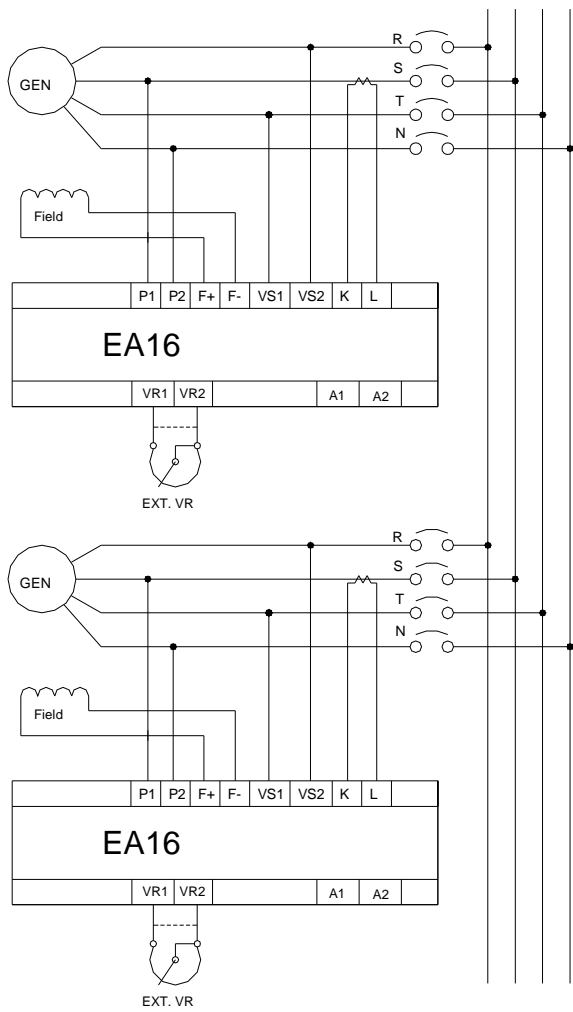 R
S
GEN
T
N
Field
P1 P2 F+ F- VS1 VS2 K L
EA16
VR1 VR2 A1 A2
EXT. VR
R
S
GEN
T
N
Field
P1 P2 F+ F- VS1 VS2 K L
EA16
VR1 VR2 A1 A2
EXT. VR